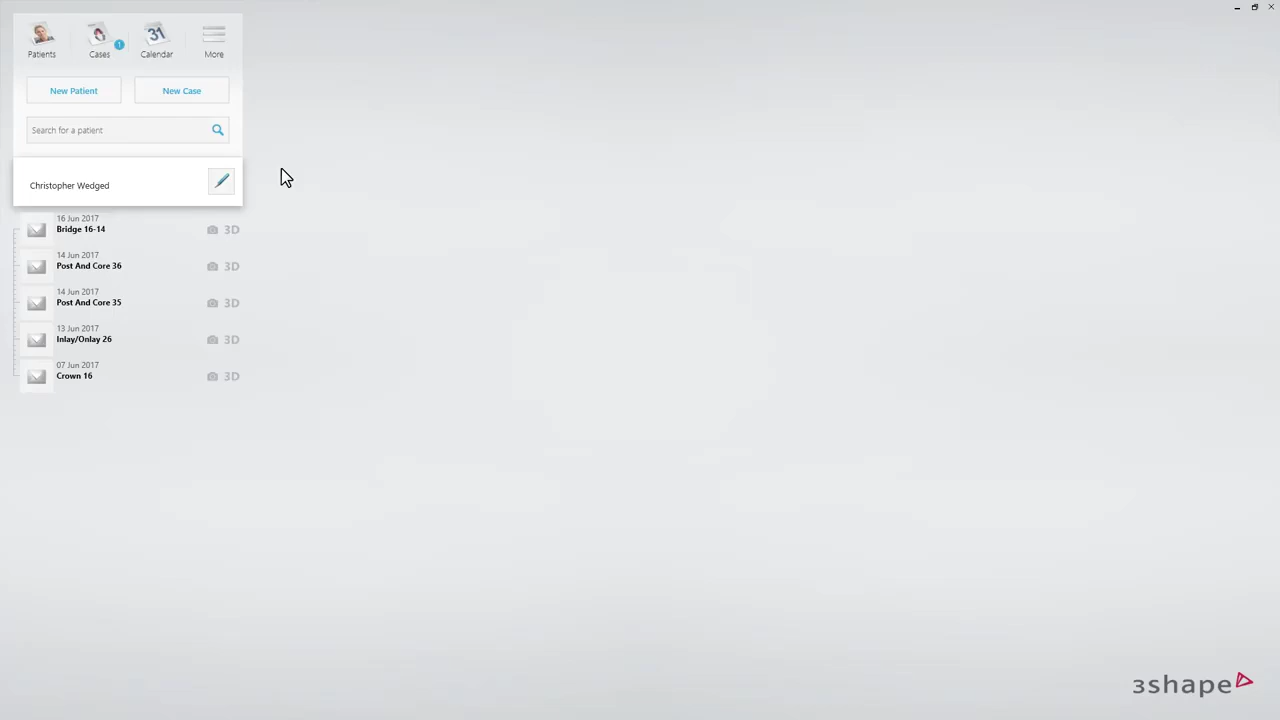 Patients
Cases
1
31
Calendar
More
New Patient
New Case
Search for a patient
Christopher Wedged
16 Jun 2017
Bridge 16-14
3D
14 Jun 2017
Post And Core 36
3D
14 Jun 2017
Post And Core 35
3D
13 Jun 2017
Inlay/Onlay 26
3D
07 Jun 2017
Crown 16
3D
3shape